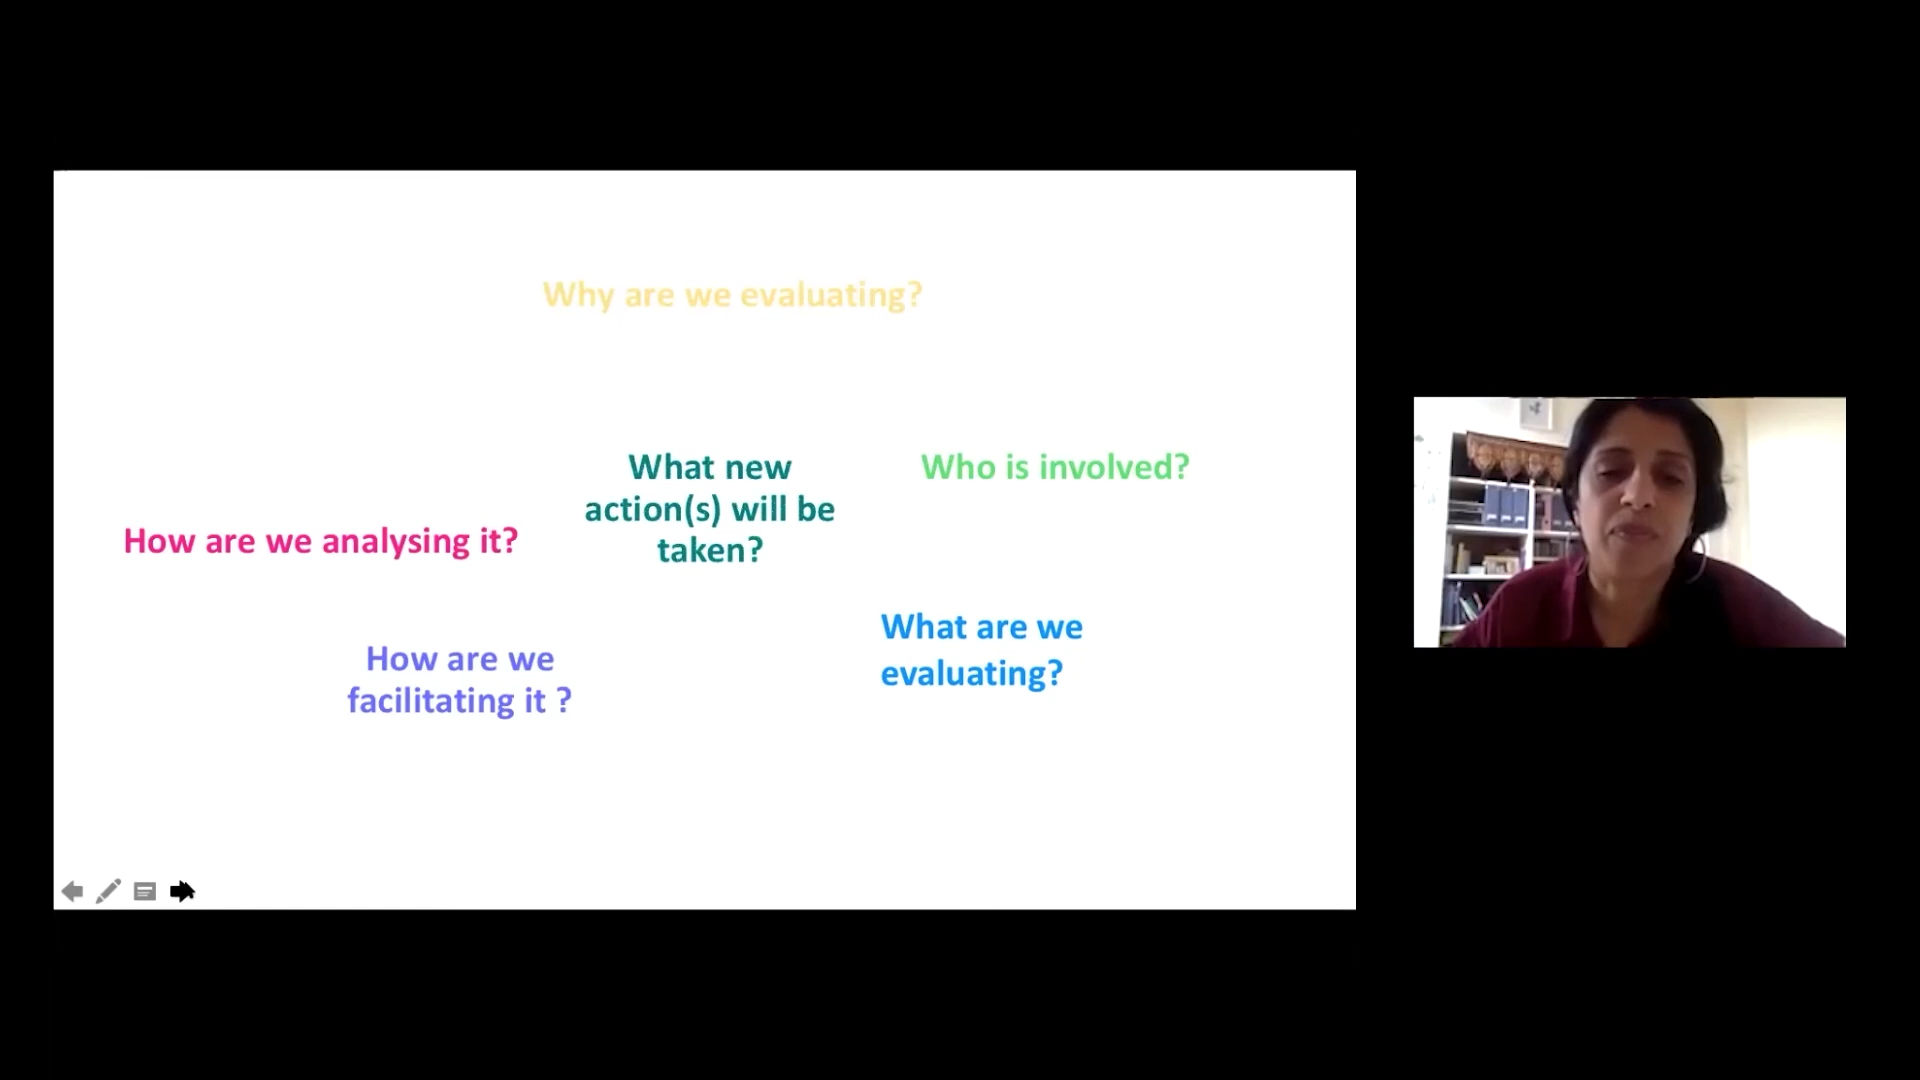 Why are we evaluating?
What new
action(s) will be
taken?
Who is involved?
How are we analysing it?
What are we
evaluating?
How are we
facilitating it ?